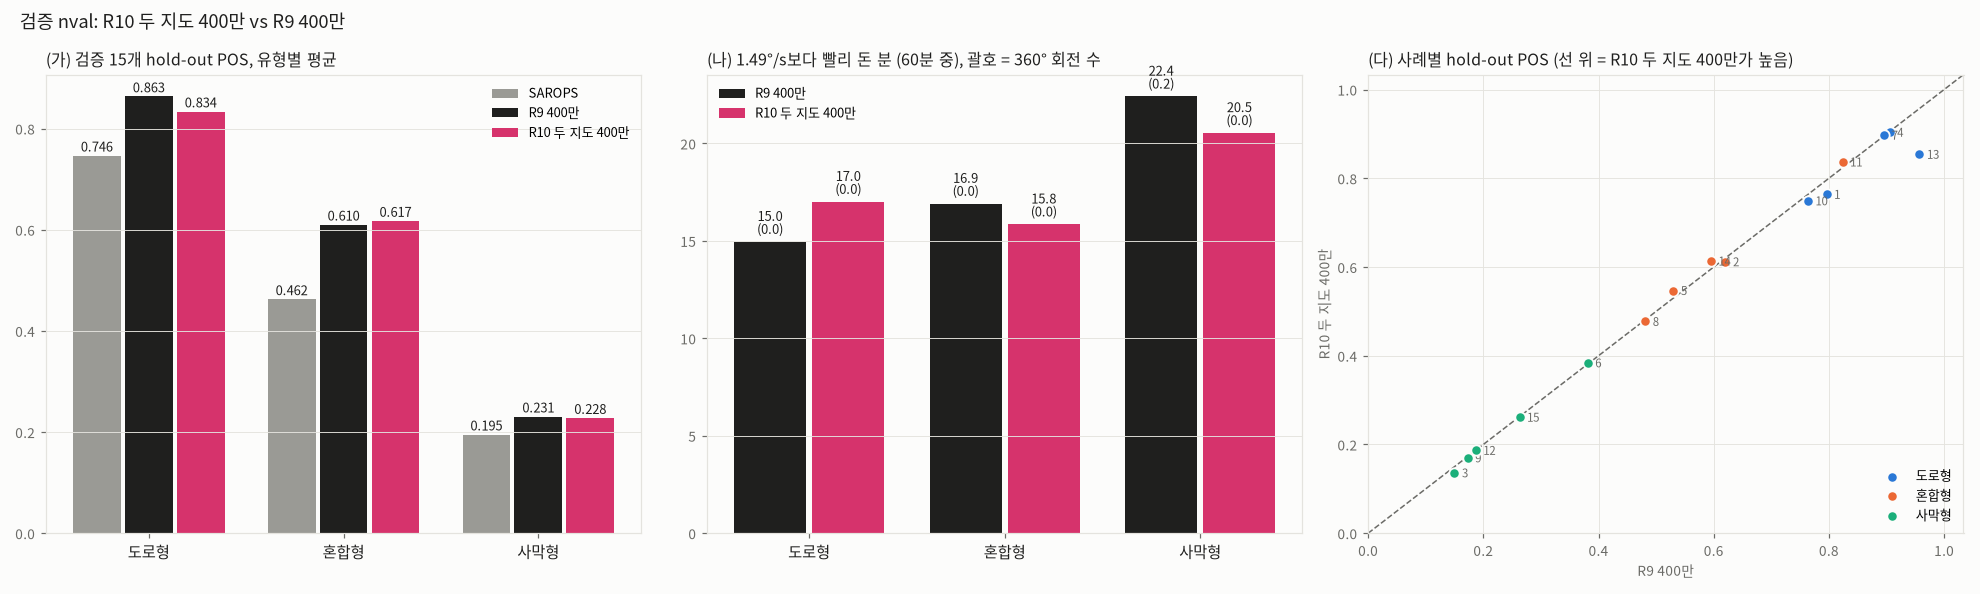 검증 nval: R10 두 지도 400만 vs R9 400만
(가) 검증 15개 hold-out POS, 유형별 평균
SAROPS
R9 400만
R10 두 지도 400만
0.8
0.6
0.4
0.2
0.0
0.746
0.863
0.834
0.462
0.610
0.617
0.195
0.231
0.228
도로형
혼합형
사막형
(나) 1.49°/s보다 빨리 돈 분 (60분 중), 괄호 = 360° 회전 수
R9 400만
R10 두 지도 400만
20
15
10
5
0
15.0
(0.0)
17.0
(0.0)
16.9
(0.0)
15.8
(0.0)
22.4
(0.2)
20.5
(0.0)
도로형
혼합형
사막형
(다) 사례별 hold-out POS (선 위 = R10 두 지도 400만가 높음)
R10 두 지도 400만
1.0
0.8
0.6
0.4
0.2
0.0
4
7
13
11
1
10
2
5
8
6
15
12
9
3
도로형
혼합형
사막형
0.0
0.2
0.4
0.6
0.8
1.0
R9 400만